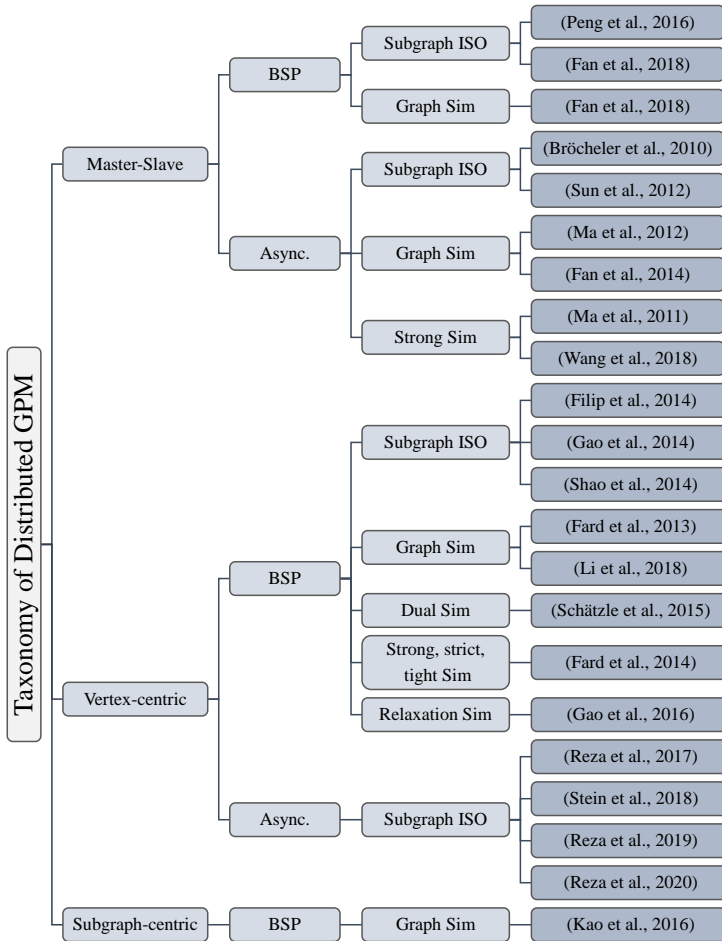 Taxonomy of Distributed GPM
Master-Slave
BSP
Subgraph ISO
(Peng et al., 2016)
(Fan et al., 2018)
Graph Sim
(Fan et al., 2018)
Async.
Subgraph ISO
(Bröcheler et al., 2010)
(Sun et al., 2012)
Graph Sim
(Ma et al., 2012)
(Fan et al., 2014)
Strong Sim
(Ma et al., 2011)
(Wang et al., 2018)
Vertex-centric
BSP
Subgraph ISO
(Filip et al., 2014)
(Gao et al., 2014)
(Shao et al., 2014)
Graph Sim
(Fard et al., 2013)
(Li et al., 2018)
Dual Sim
(Schätzle et al., 2015)
Strong, strict,
tight Sim
(Fard et al., 2014)
Relaxation Sim
(Gao et al., 2016)
Async.
Subgraph ISO
(Reza et al., 2017)
(Stein et al., 2018)
(Reza et al., 2019)
(Reza et al., 2020)
Subgraph-centric
BSP
Graph Sim
(Kao et al., 2016)